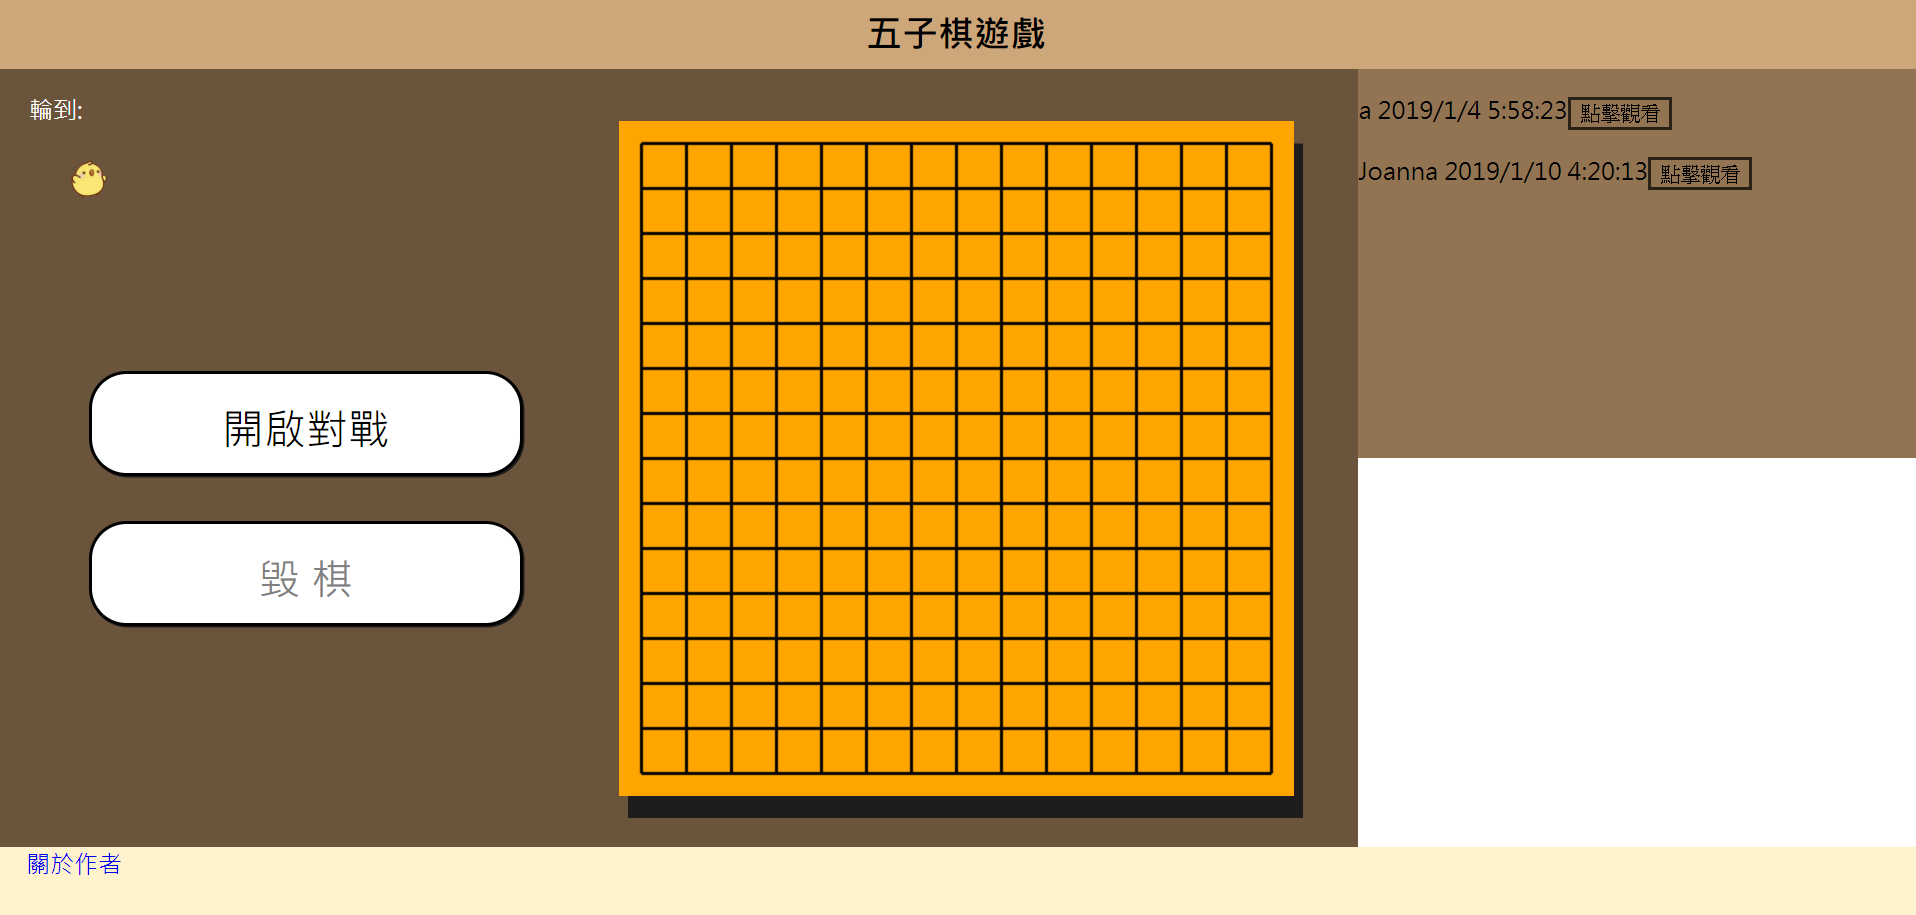 五子棋遊戲
輪到:
開啟對戰
毀 棋
a 2019/1/4 5:58:23 點擊觀看
Joanna 2019/1/10 4:20:13 點擊觀看
關於作者